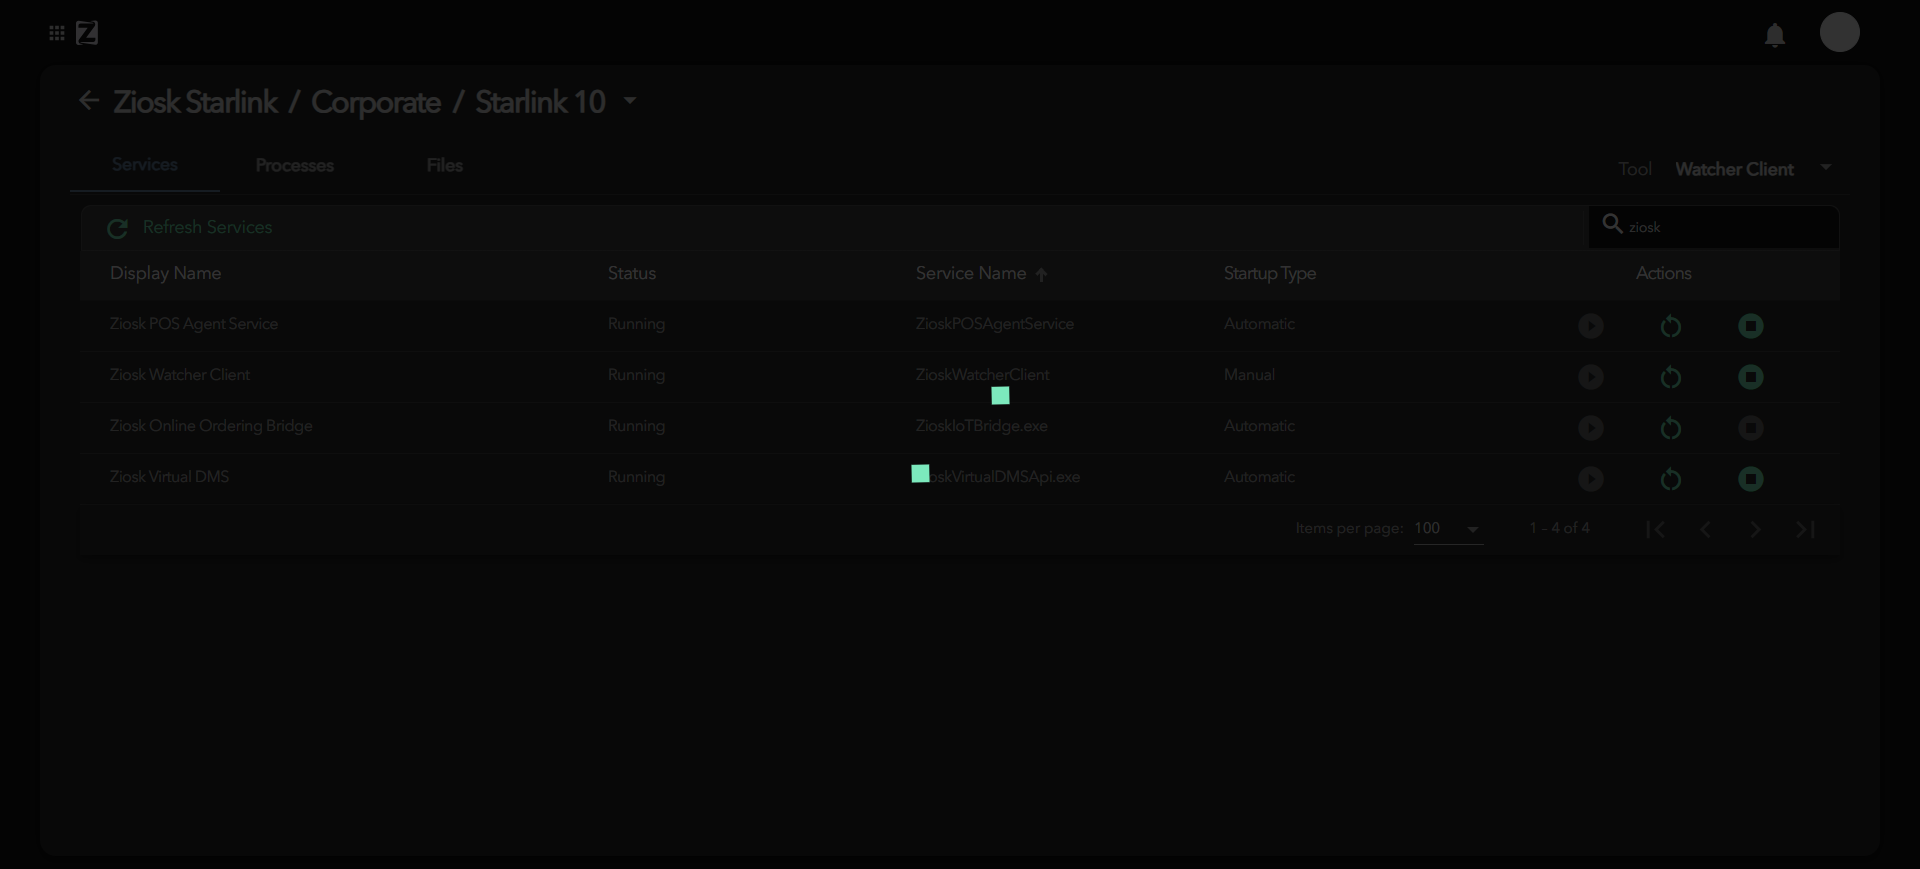 Z
Ziosk Starlink / Corporate / Starlink 10
Services Processes Files Tool Watcher Client
Refresh Services ziosk
Display Name Status Service Name Startup Type Actions
Ziosk POS Agent Service Running ZioskPOSAgentService Automatic
Ziosk Watcher Client Running ZioskWatcherClient Manual
Ziosk Online Ordering Bridge Running ZioskIoTBridge.exe Automatic
Ziosk Virtual DMS Running oskVirtualDMSApi.exe Automatic
Items per page: 100 1 – 4 of 4